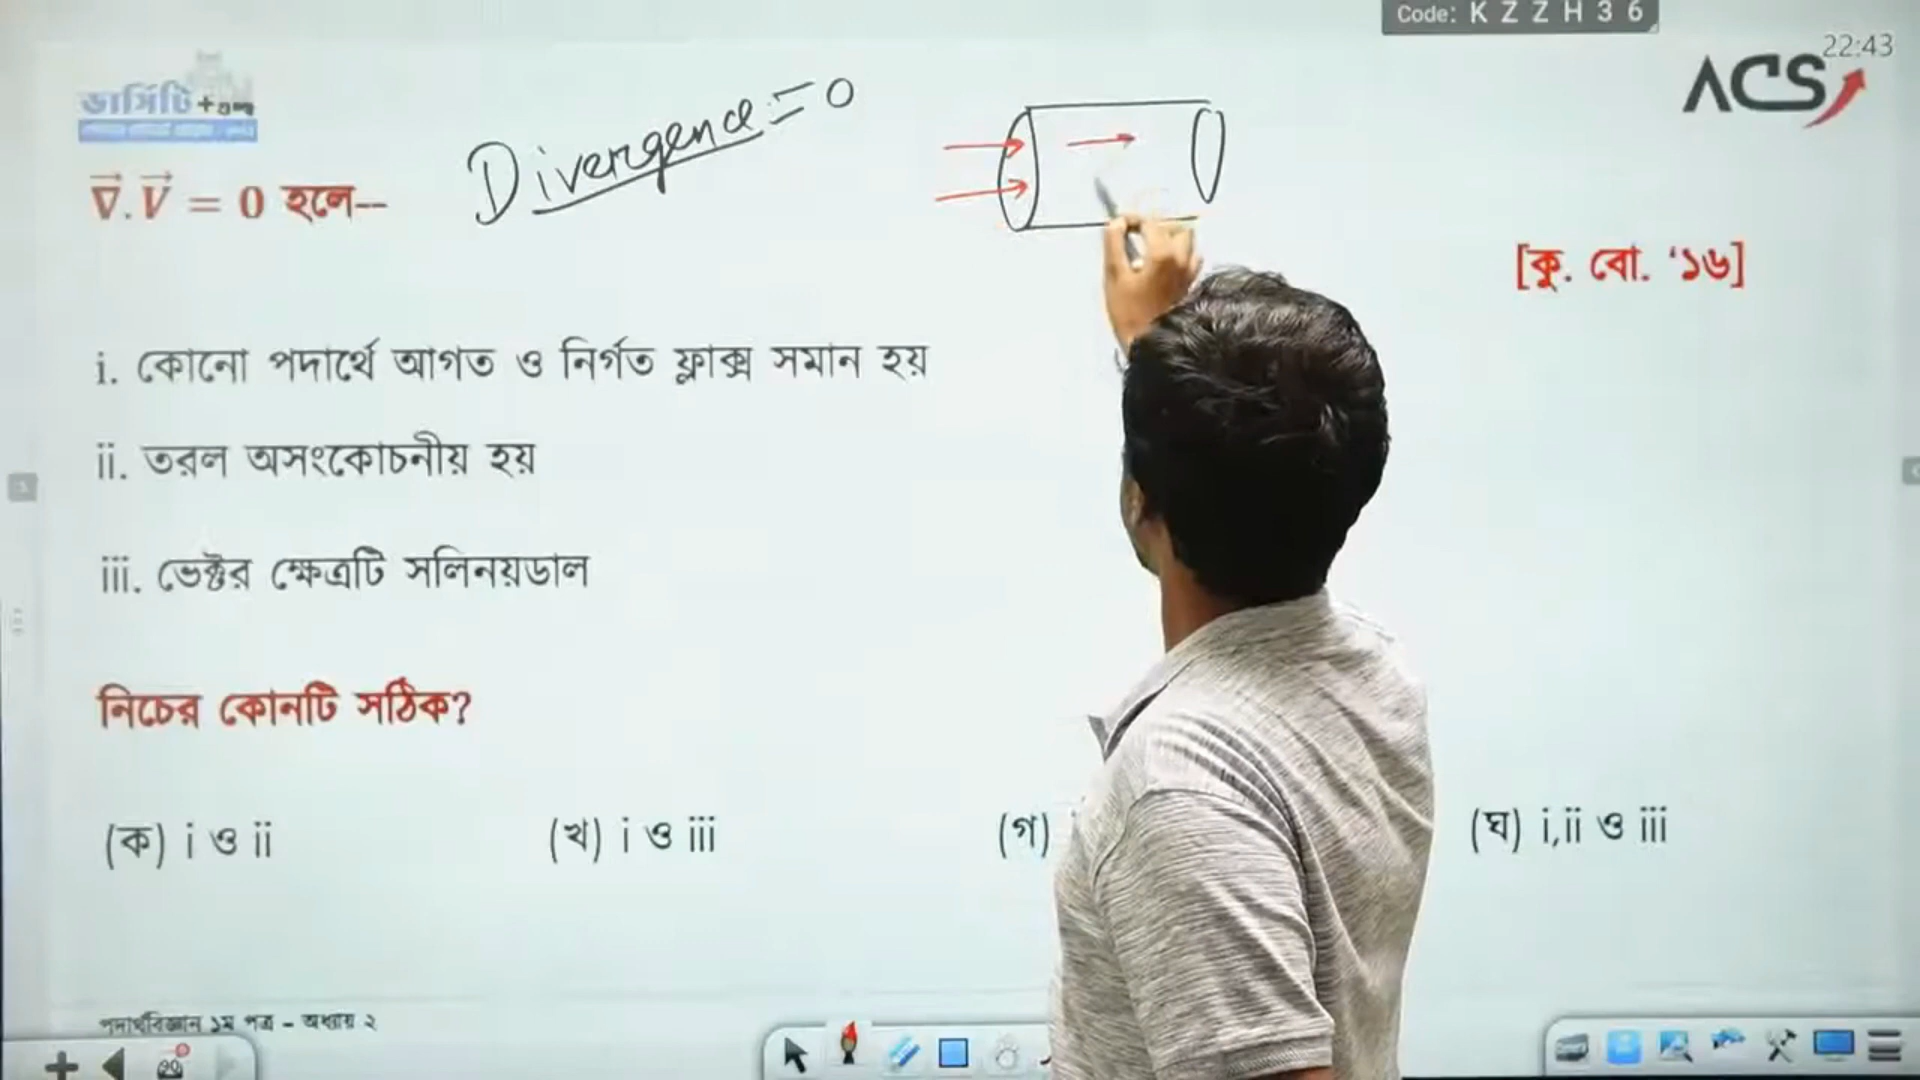 Code: K Z Z H 3 6
22:43
ACS
ভার্সিটি +
Divergence = 0
∇⃗.V⃗ = 0 হলে--
[কু. বো. ‘১৬]
i. কোনো পদার্থে আগত ও নির্গত ফ্লাক্স সমান হয়
ii. তরল অসংকোচনীয় হয়
iii. ভেক্টর ক্ষেত্রটি সলিনয়ডাল
নিচের কোনটি সঠিক?
(ক) i ও ii (খ) i ও iii (গ) (ঘ) i,ii ও iii
পদার্থবিজ্ঞান ১ম পত্র – অধ্যায় ২